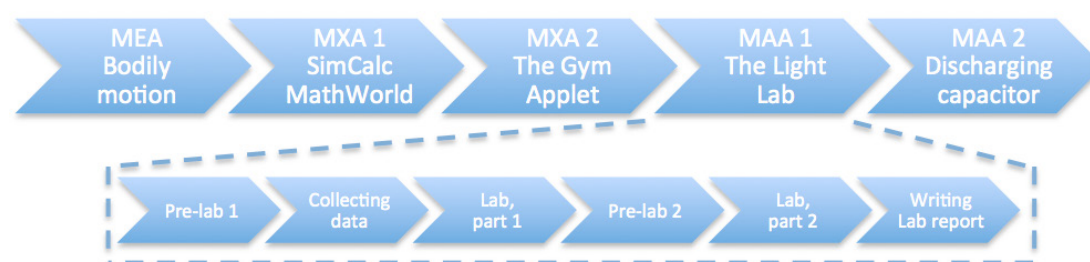 MEA
Bodily
motion
MXA 1
SimCalc
MathWorld
MXA 2
The Gym
Applet
MAA 1
The Light
Lab
MAA 2
Discharging
capacitor
Pre-lab 1
Collecting
data
Lab,
part 1
Pre-lab 2
Lab,
part 2
Writing
Lab report